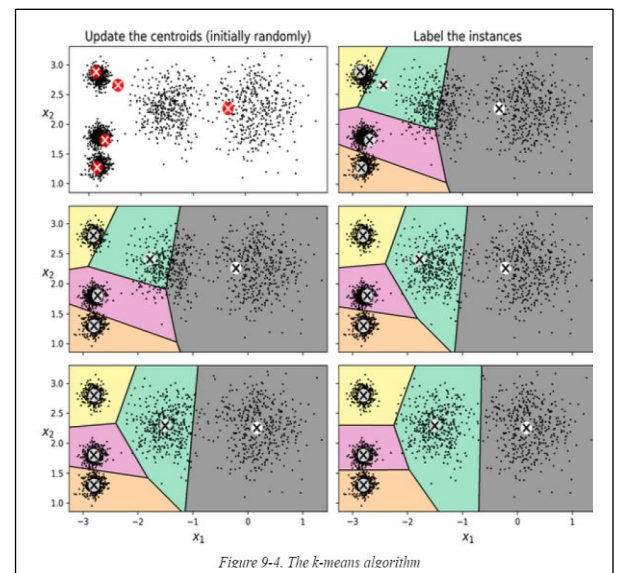 Update the centroids (initially randomly)
Label the instances
3.0
2.5
x₂
2.0
1.5
1.0
3.0
2.5
x₂
2.0
1.5
1.0
3.0
2.5
x₂
2.0
1.5
1.0
−3 −2 −1 0 1
−3 −2 −1 0 1
x₁
x₁
Figure 9-4. The k-means algorithm